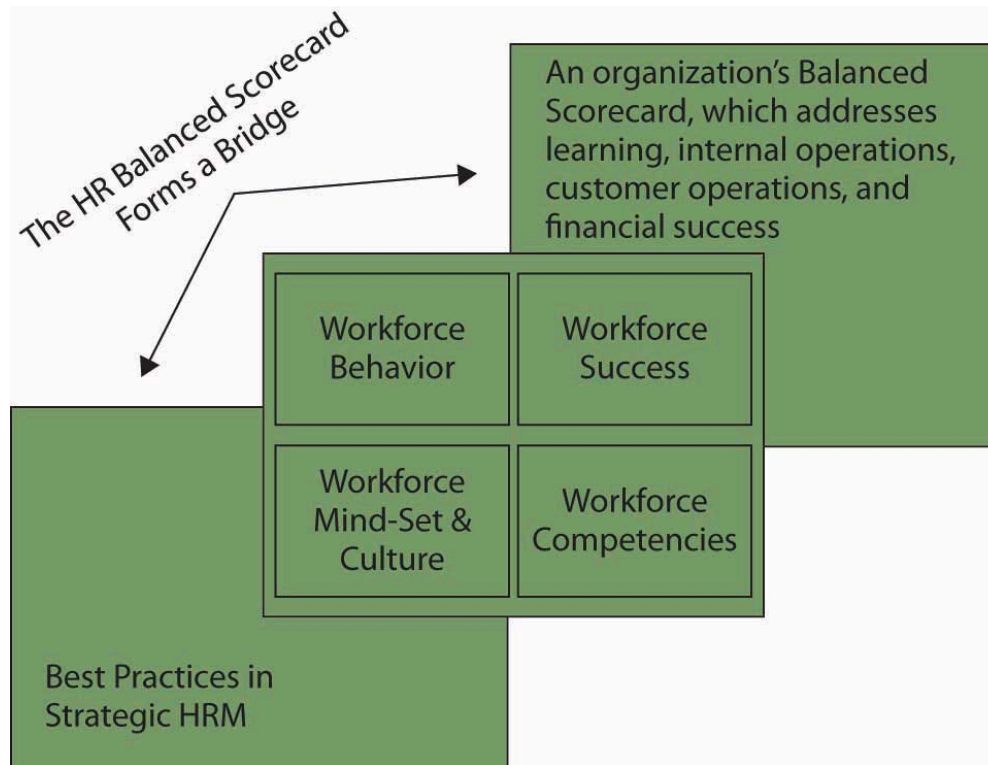 The HR Balanced Scorecard
Forms a Bridge
An organization's Balanced
Scorecard, which addresses
learning, internal operations,
customer operations, and
financial success
Workforce
Behavior
Workforce
Success
Workforce
Mind-Set &
Culture
Workforce
Competencies
Best Practices in
Strategic HRM